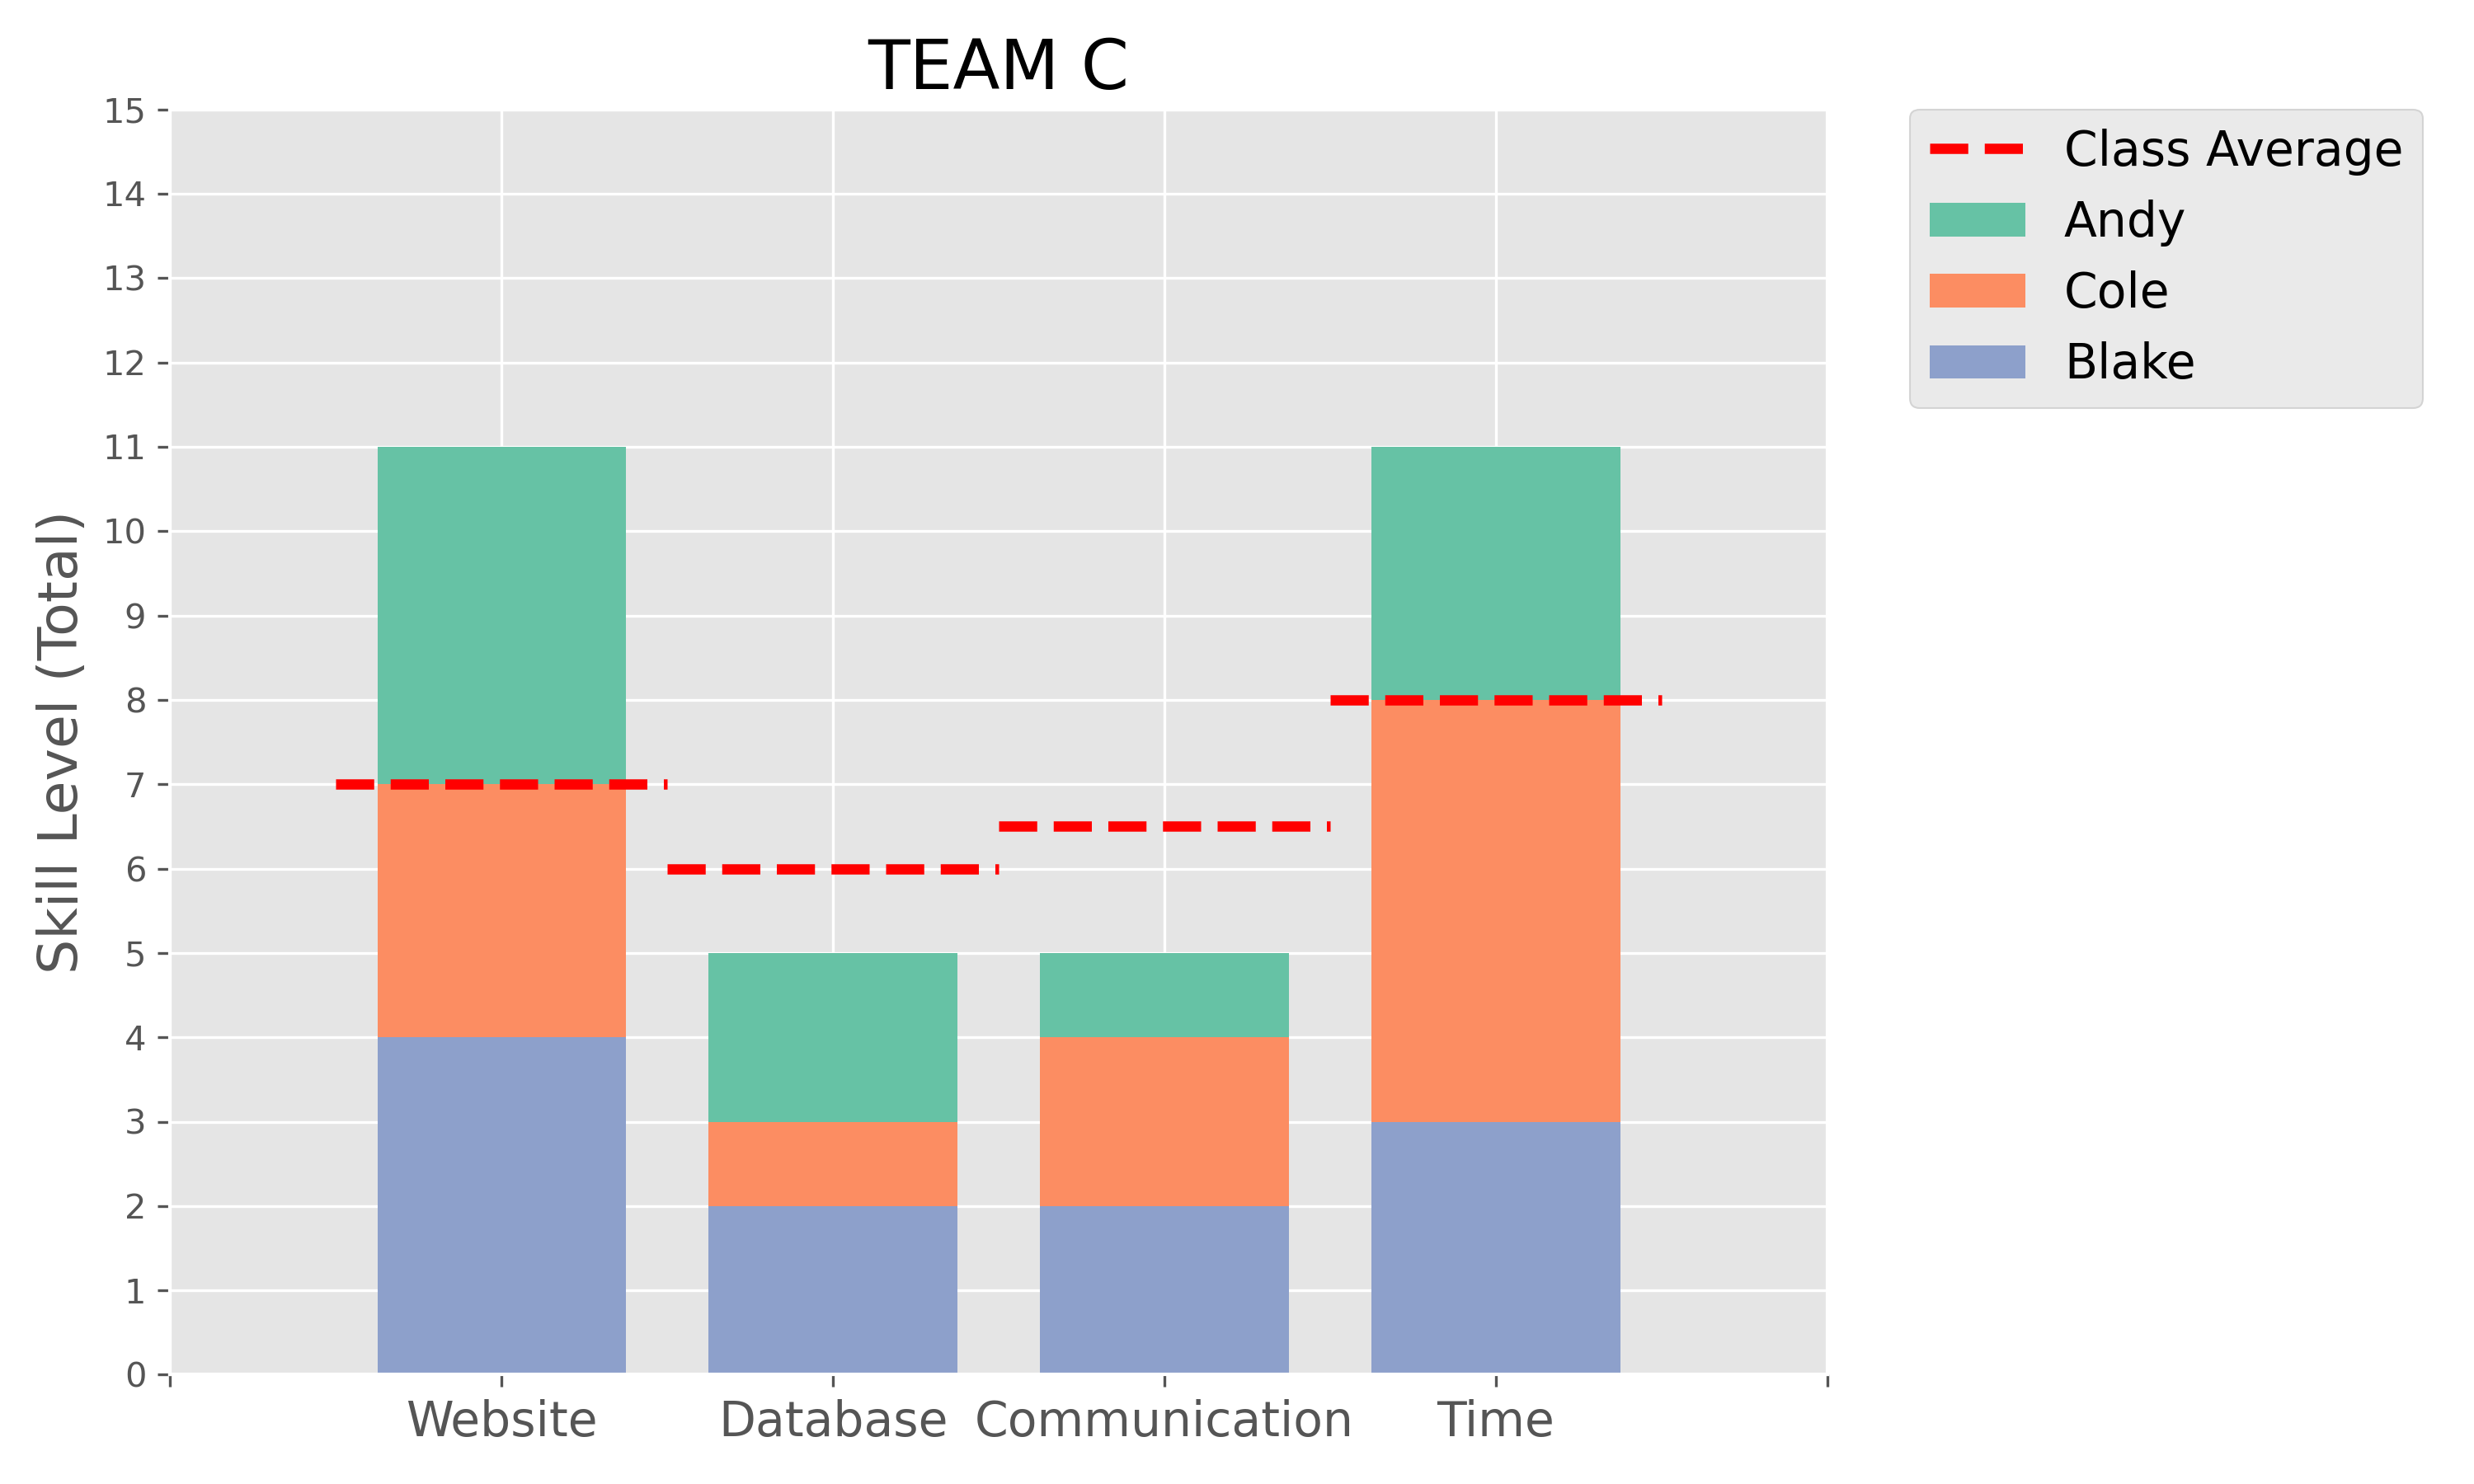 TEAM C
Class Average
Andy
Cole
Blake
Skill Level (Total)
15
14
13
12
11
10
9
8
7
6
5
4
3
2
1
0
Website Database Communication Time